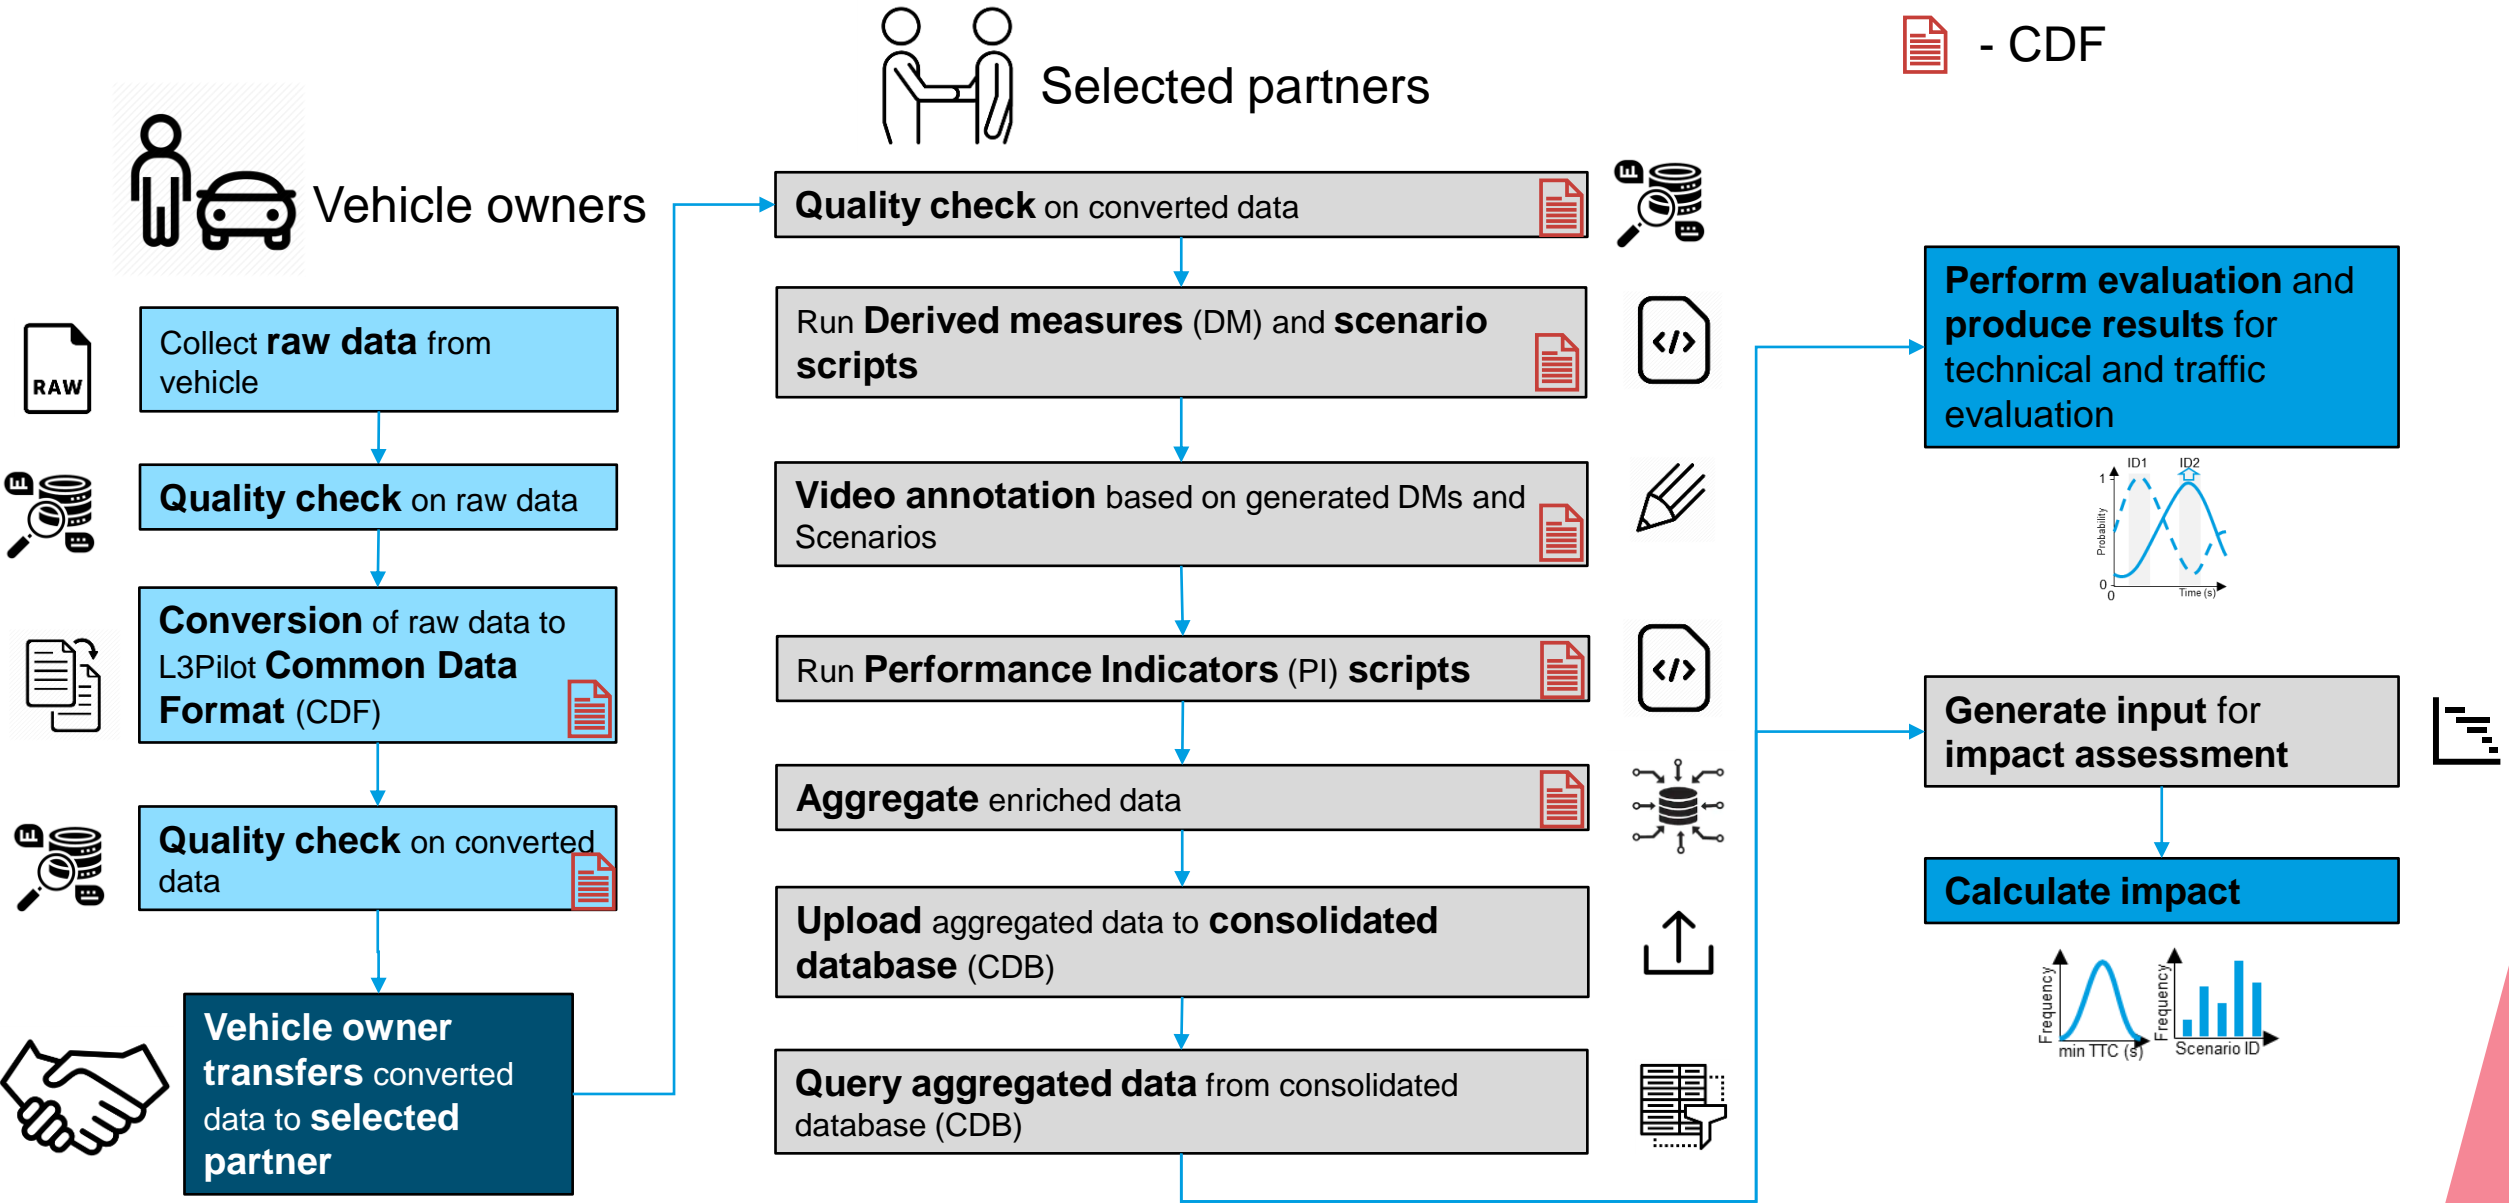 Vehicle owners
RAW
Collect raw data from
vehicle
Quality check on raw data
Conversion of raw data to
L3Pilot Common Data
Format (CDF)
Quality check on converted
data
Vehicle owner
transfers converted
data to selected
partner
Selected partners
Quality check on converted data
Run Derived measures (DM) and scenario
scripts
Video annotation based on generated DMs and
Scenarios
Run Performance Indicators (PI) scripts
Aggregate enriched data
Upload aggregated data to consolidated
database (CDB)
Query aggregated data from consolidated
database (CDB)
- CDF
Perform evaluation and
produce results for
technical and traffic
evaluation
ID1 ID2
1
Probability
0
0
Time (s)
Generate input for
impact assessment
Calculate impact
Frequency
min TTC (s)
Frequency
Scenario ID